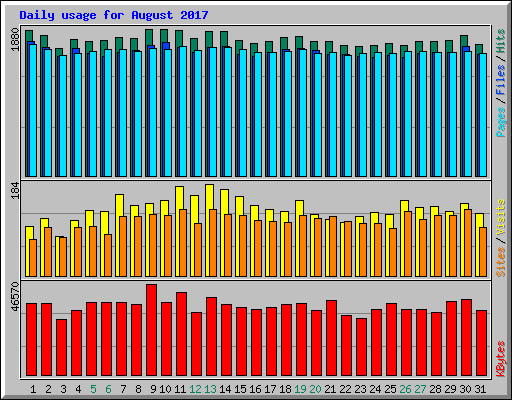 Daily usage for August 2017
1880
184
46570
Pages / Files / Hits
Sites / Visits
KBytes
1 2 3 4 5 6 7 8 9 10 11 12 13 14 15 16 17 18 19 20 21 22 23 24 25 26 27 28 29 30 31